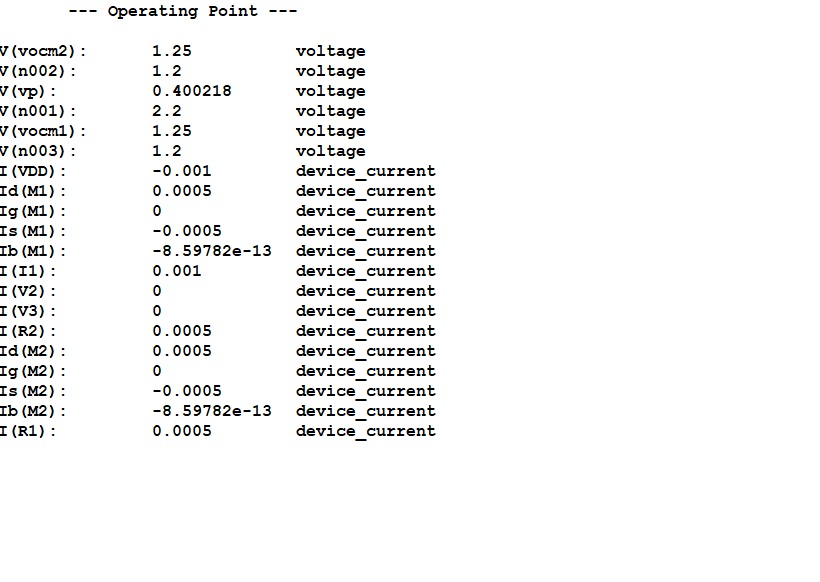 --- Operating Point ---
V(vocm2): 1.25 voltage
V(n002): 1.2 voltage
V(vp): 0.400218 voltage
V(n001): 2.2 voltage
V(vocm1): 1.25 voltage
V(n003): 1.2 voltage
I(VDD): -0.001 device_current
Id(M1): 0.0005 device_current
Ig(M1): 0 device_current
Is(M1): -0.0005 device_current
Ib(M1): -8.59782e-13 device_current
I(I1): 0.001 device_current
I(V2): 0 device_current
I(V3): 0 device_current
I(R2): 0.0005 device_current
Id(M2): 0.0005 device_current
Ig(M2): 0 device_current
Is(M2): -0.0005 device_current
Ib(M2): -8.59782e-13 device_current
I(R1): 0.0005 device_current